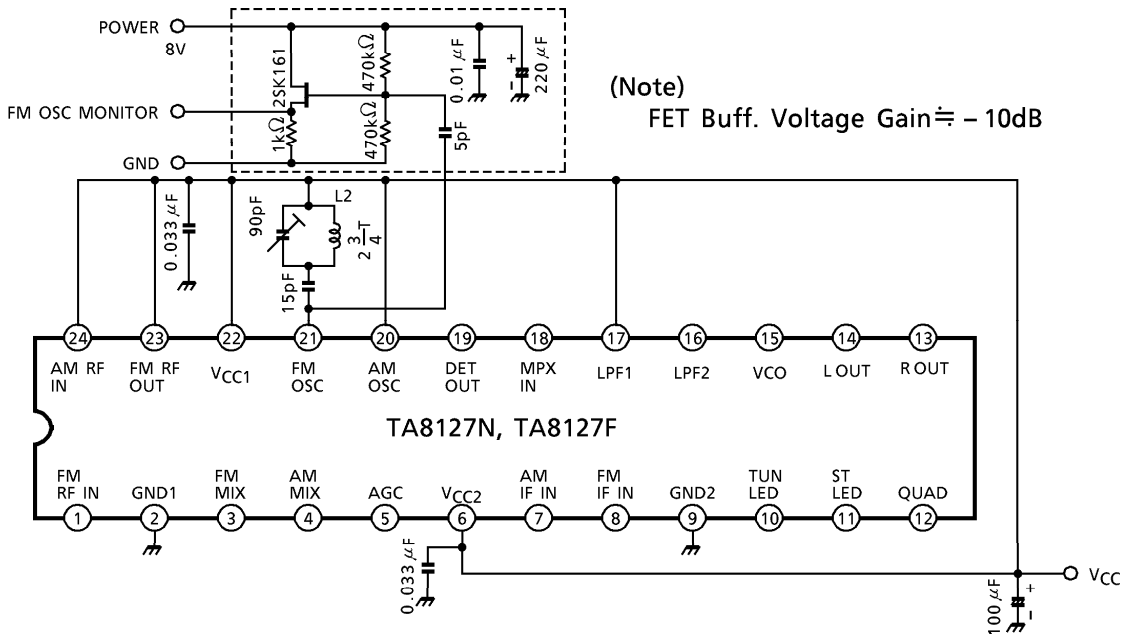 POWER
8V
2SK161
470kΩ
0.01 μF
+
-
220 μF
FM OSC MONITOR
1kΩ
470kΩ
5pF
GND
(Note)
FET Buff. Voltage Gain≒ – 10dB
0.033 μF
90pF
L2
2 3/4 T
15pF
24 23 22 21 20 19 18 17 16 15 14 13
AM RF IN
FM RF OUT
VCC1
FM OSC
AM OSC
DET OUT
MPX IN
LPF1
LPF2
VCO
L OUT
R OUT
TA8127N, TA8127F
FM RF IN
GND1
FM MIX
AM MIX
AGC
VCC2
AM IF IN
FM IF IN
GND2
TUN LED
ST LED
QUAD
1 2 3 4 5 6 7 8 9 10 11 12
0.033 μF
VCC
100 μF
+
-